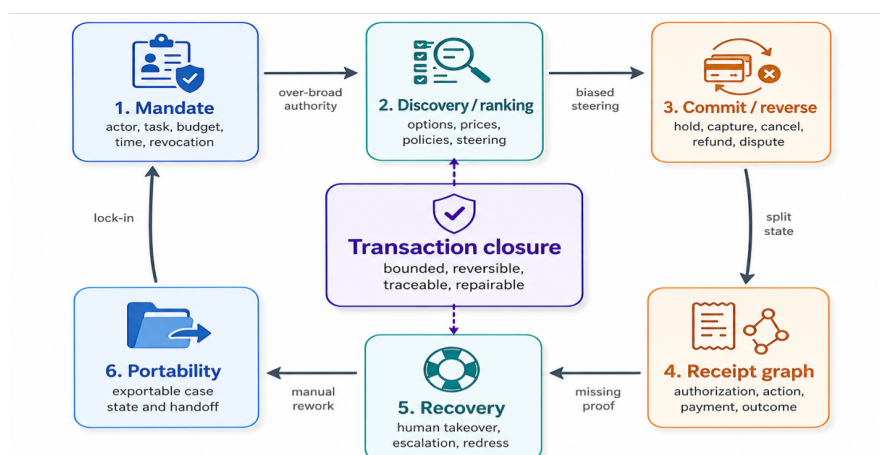 1. Mandate
actor, task, budget,
time, revocation
over-broad
authority
2. Discovery / ranking
options, prices,
policies, steering
biased
steering
3. Commit / reverse
hold, capture, cancel,
refund, dispute
split
state
4. Receipt graph
authorization, action,
payment, outcome
missing
proof
5. Recovery
human takeover,
escalation, redress
manual
rework
6. Portability
exportable case
state and handoff
lock-in
Transaction closure
bounded, reversible,
traceable, repairable